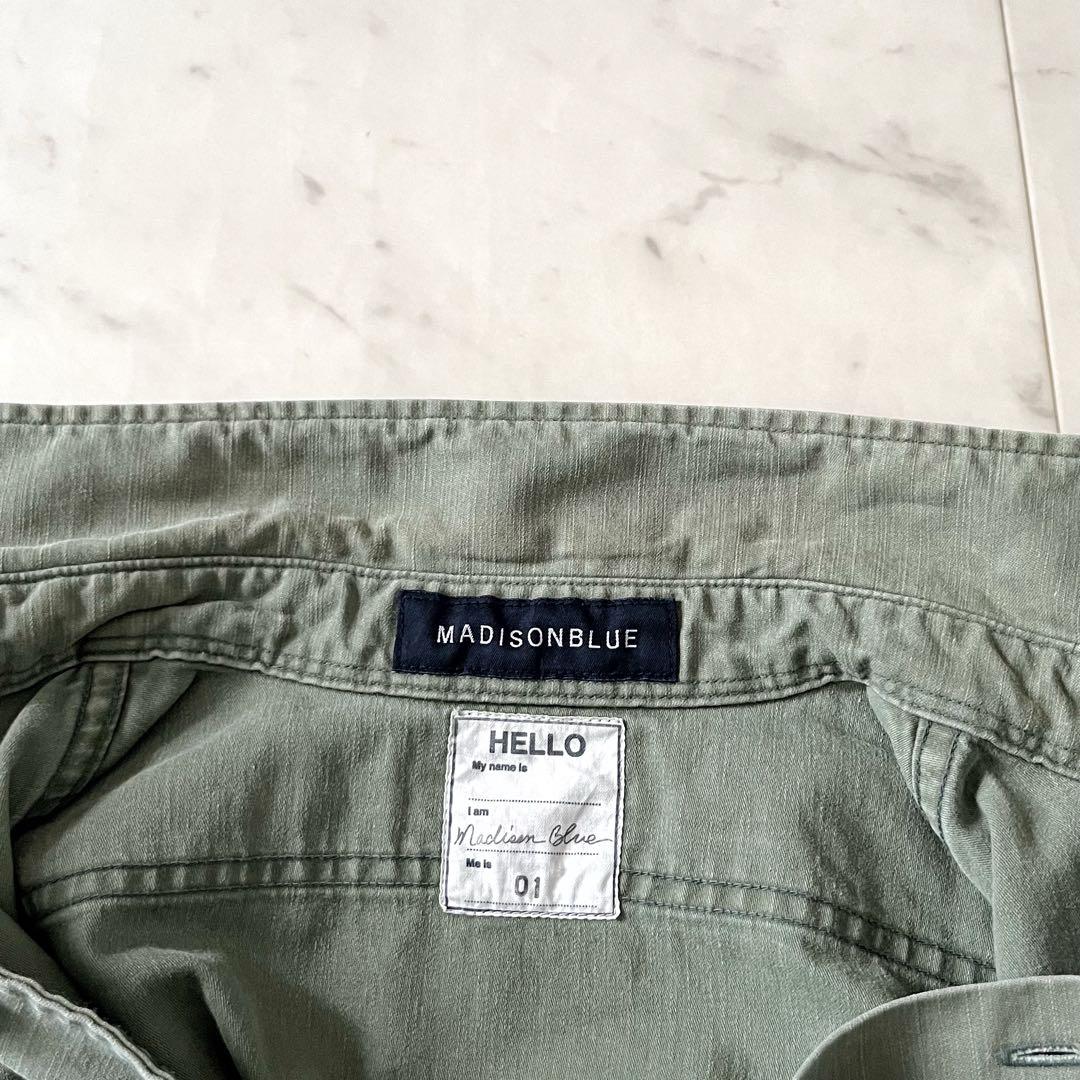 MADISONBLUE
HELLO
My name is
I am
Madison Blue
Me is
01